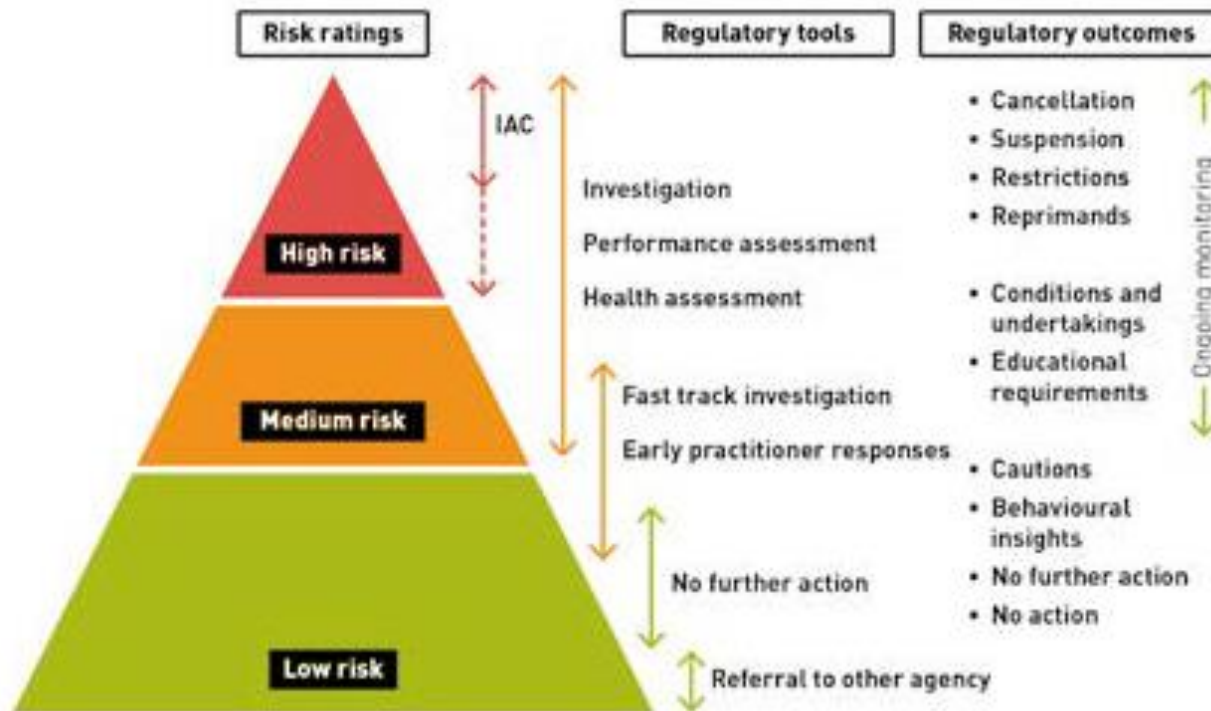 Risk ratings
Regulatory tools
Regulatory outcomes
High risk
Medium risk
Low risk
IAC
Investigation
Performance assessment
Health assessment
Fast track investigation
Early practitioner responses
No further action
Referral to other agency
• Cancellation
• Suspension
• Restrictions
• Reprimands
• Conditions and
undertakings
• Educational
requirements
• Cautions
• Behavioural
insights
• No further action
• No action
Ongoing monitoring